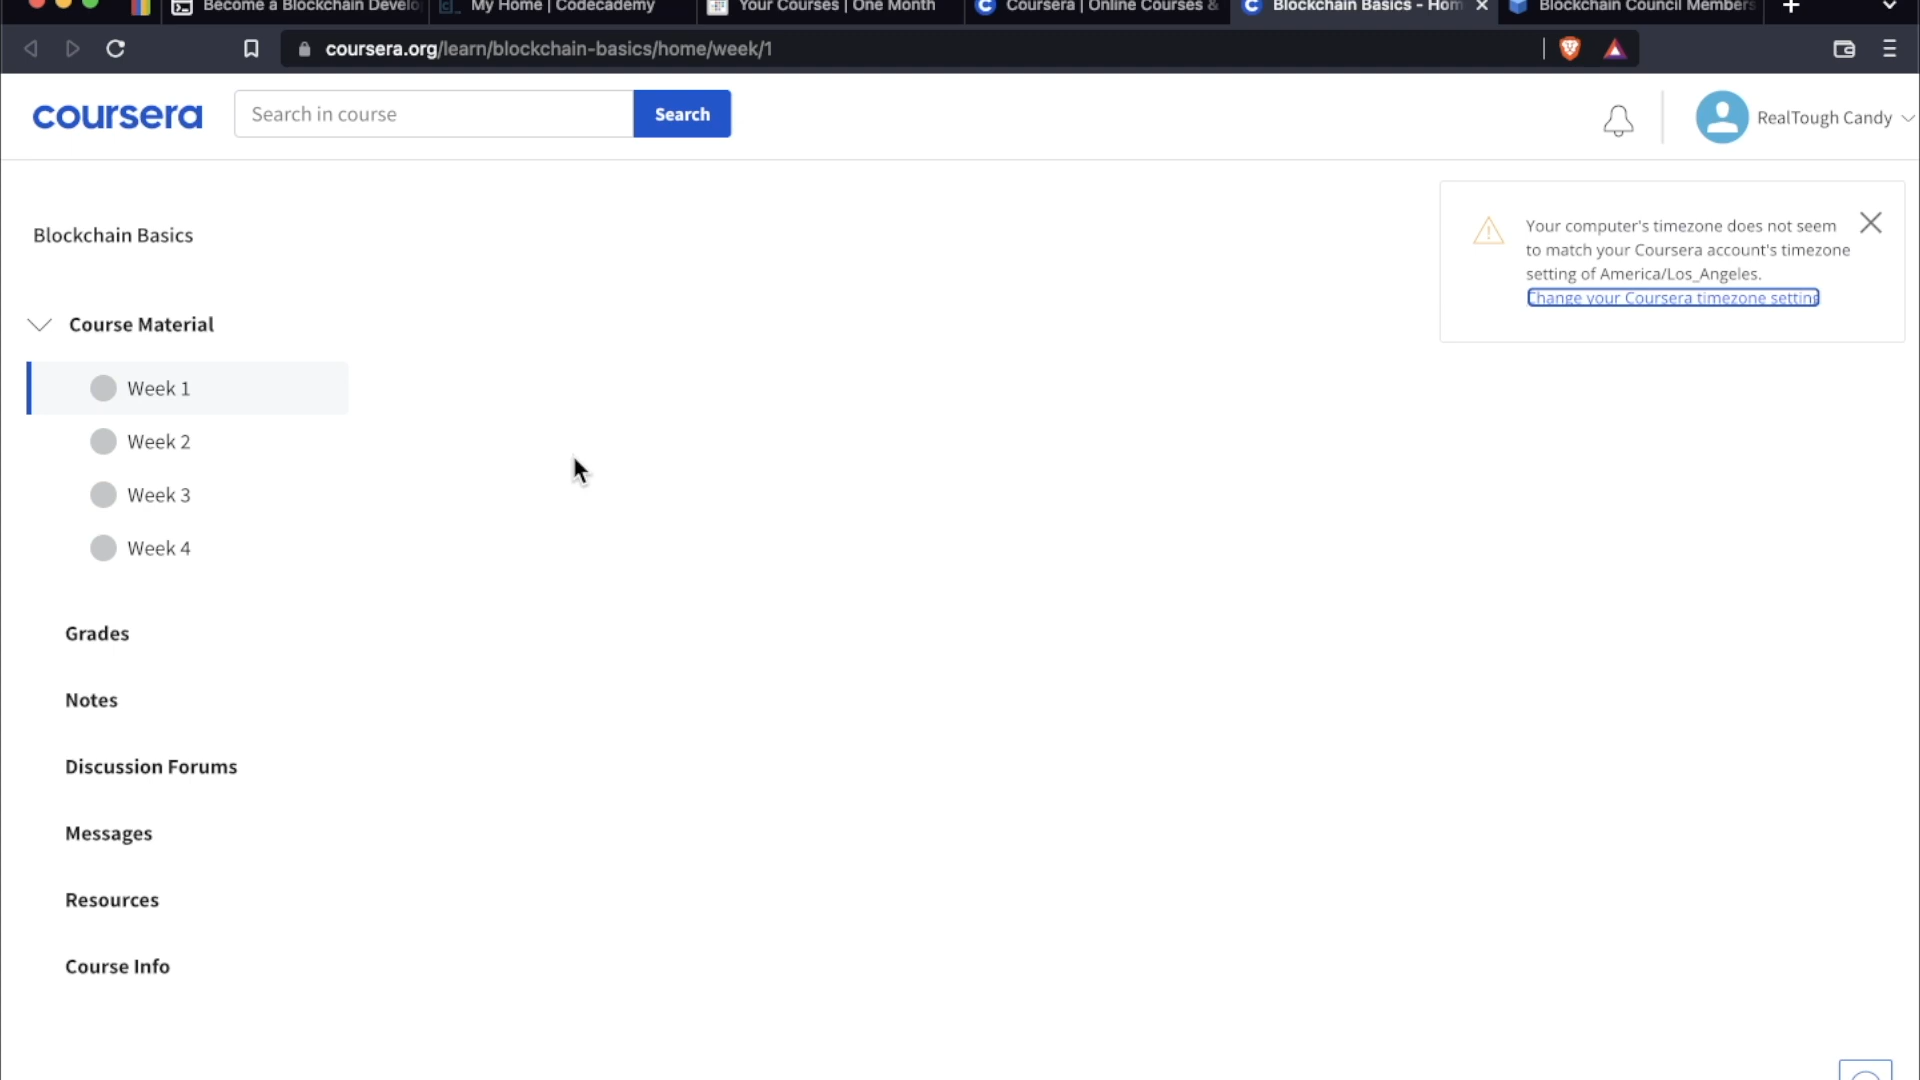 Become a Blockchain Develo
My Home | Codecademy
Your Courses | One Month
Coursera | Online Courses &
Blockchain Basics - Hom
Blockchain Council Members
coursera.org/learn/blockchain-basics/home/week/1
coursera
Search in course
Search
RealTough Candy
Blockchain Basics
Your computer's timezone does not seem
to match your Coursera account's timezone
setting of America/Los_Angeles.
Change your Coursera timezone setting
Course Material
Week 1
Week 2
Week 3
Week 4
Grades
Notes
Discussion Forums
Messages
Resources
Course Info